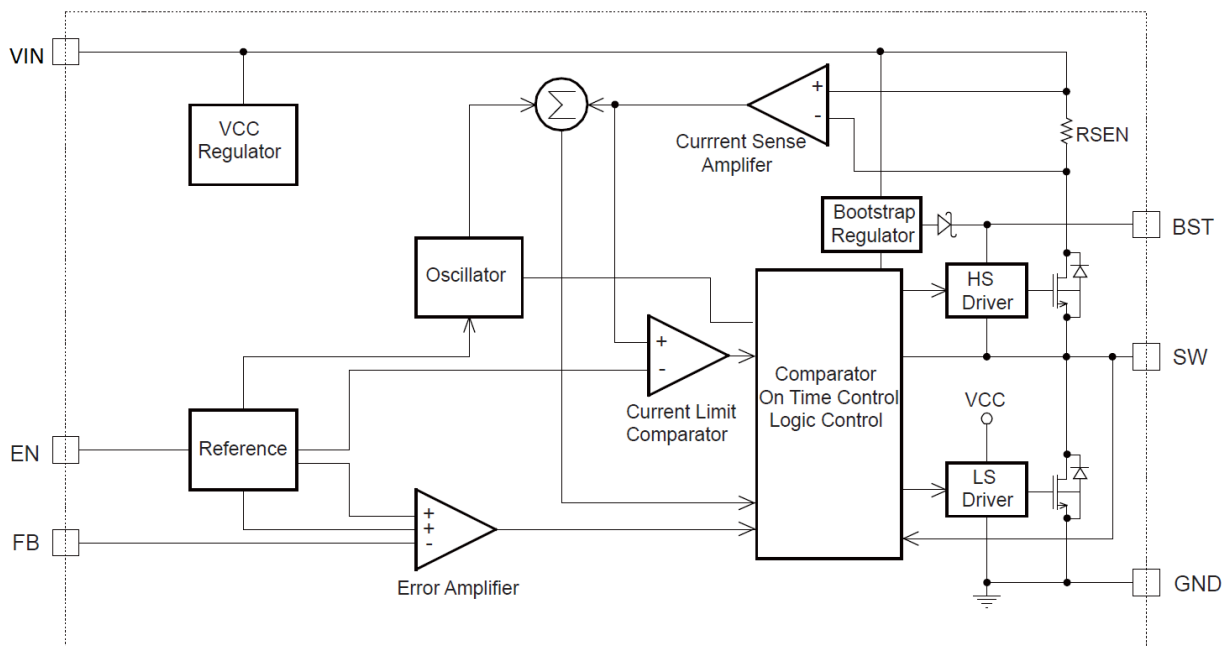 VIN
VCC
Regulator
Σ
+
-
Currrent Sense
Amplifer
RSEN
Bootstrap
Regulator
BST
Oscillator
HS
Driver
+
-
Current Limit
Comparator
Comparator
On Time Control
Logic Control
SW
VCC
EN
Reference
LS
Driver
FB
+
+
-
Error Amplifier
GND